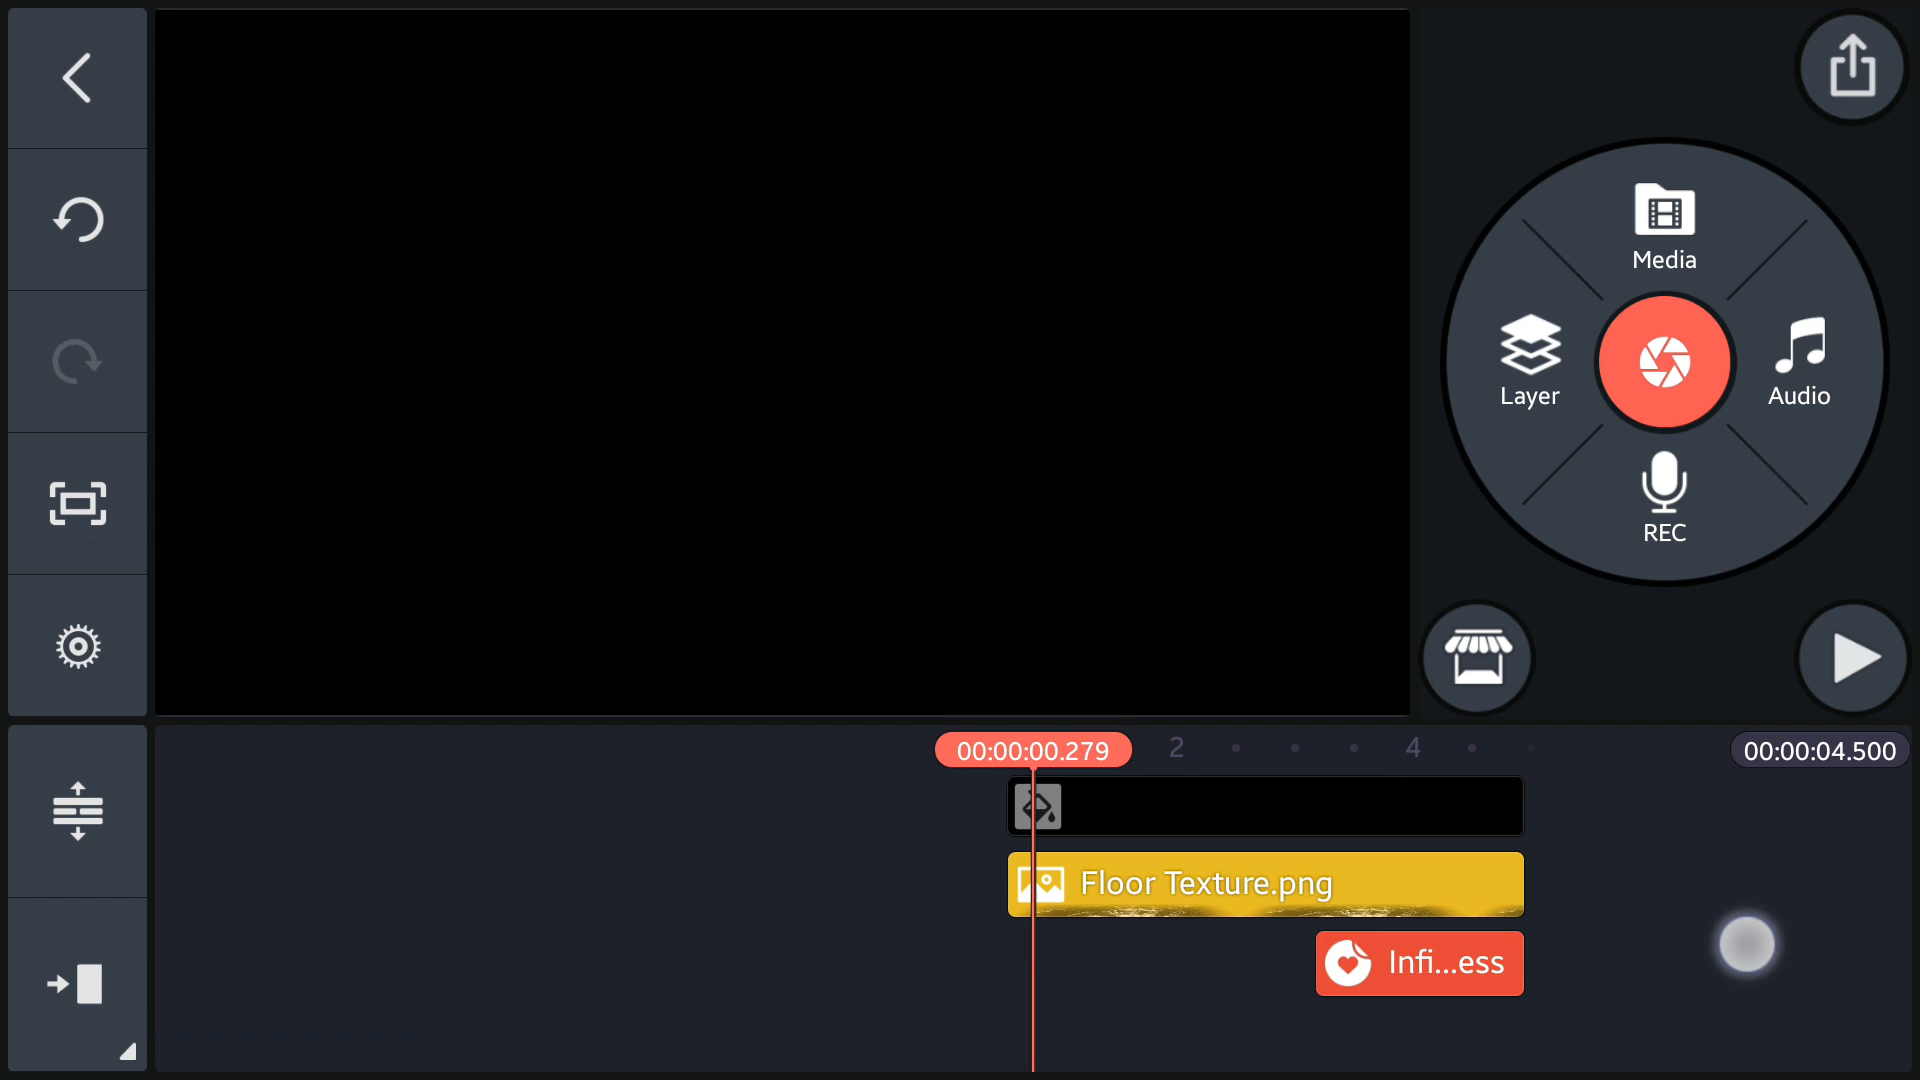 Media
Layer
Audio
REC
00:00:00.279
2
4
00:00:04.500
Floor Texture.png
Infi...ess